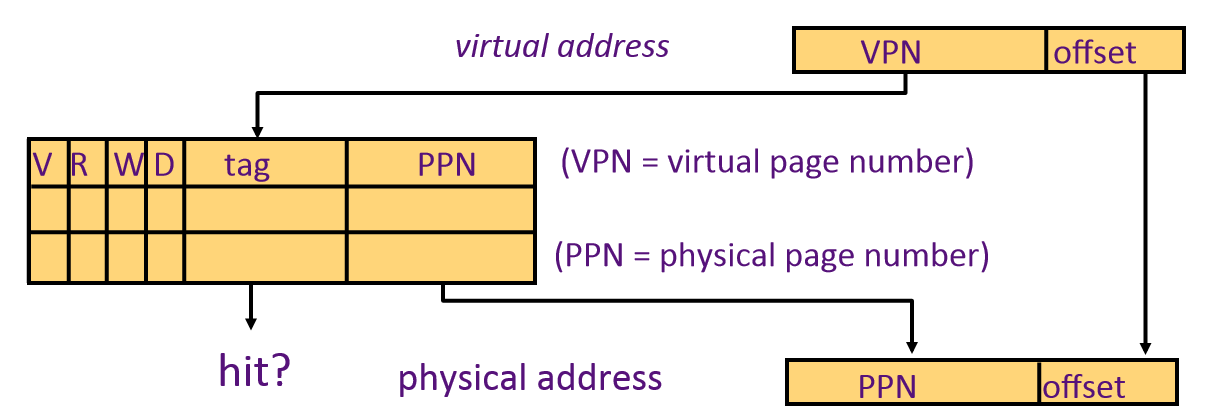 virtual address
VPN offset
V R W D tag PPN
(VPN = virtual page number)
(PPN = physical page number)
hit?
physical address
PPN offset